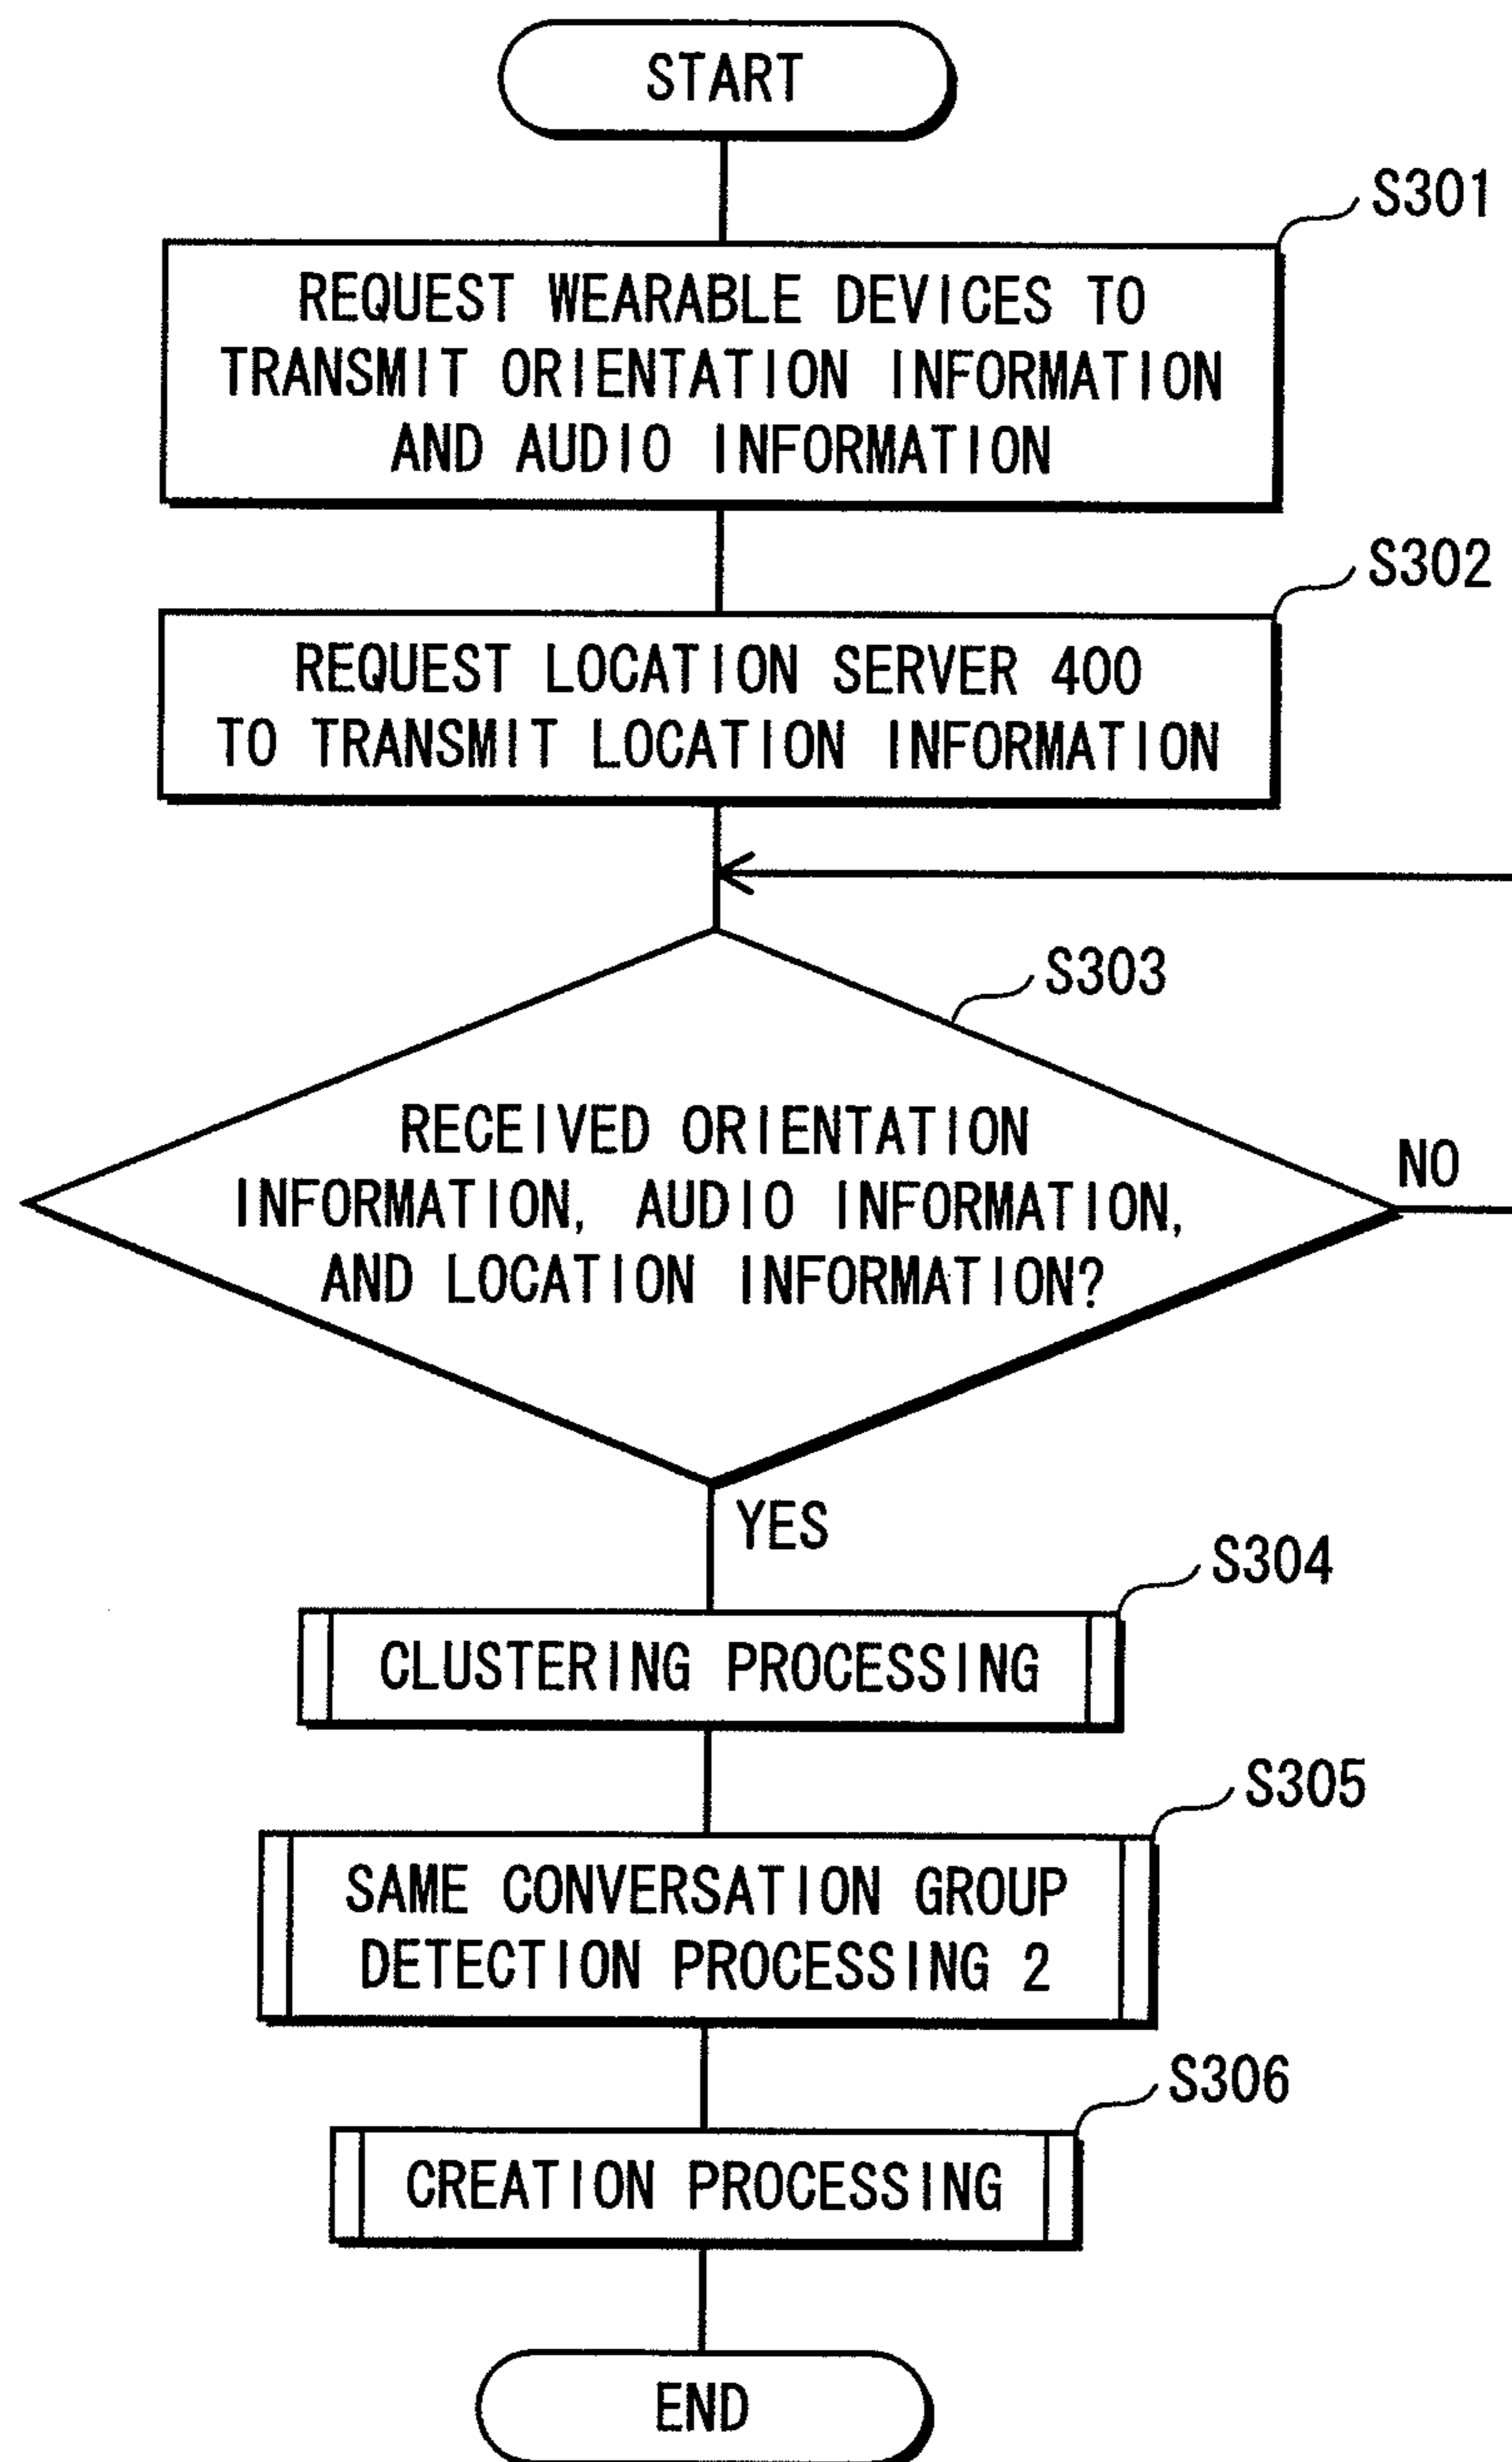 START
S301
REQUEST WEARABLE DEVICES TO
TRANSMIT ORIENTATION INFORMATION
AND AUDIO INFORMATION
S302
REQUEST LOCATION SERVER 400
TO TRANSMIT LOCATION INFORMATION
S303
RECEIVED ORIENTATION
INFORMATION, AUDIO INFORMATION,
AND LOCATION INFORMATION?
NO
YES
S304
CLUSTERING PROCESSING
S305
SAME CONVERSATION GROUP
DETECTION PROCESSING 2
S306
CREATION PROCESSING
END